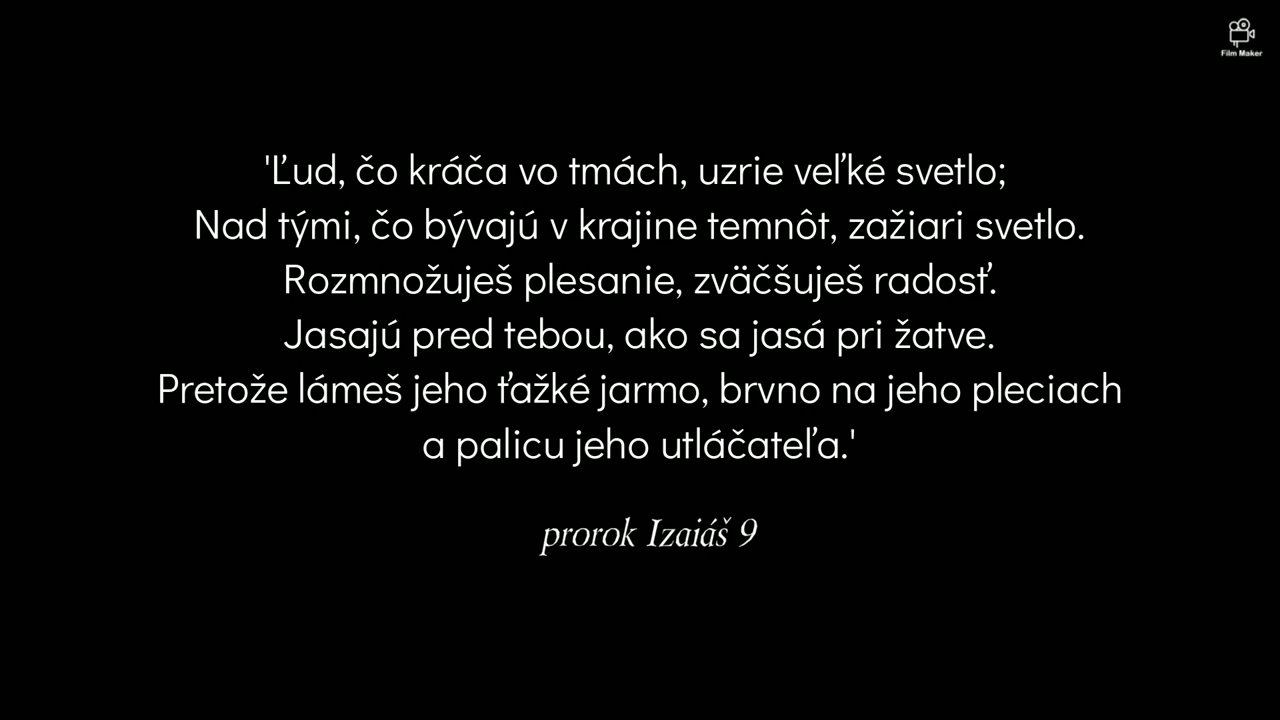 Film Maker
'Ľud, čo kráča vo tmách, uzrie veľké svetlo;
Nad tými, čo bývajú v krajine temnôt, zažiari svetlo.
Rozmnožuješ plesanie, zväčšuješ radosť.
Jasajú pred tebou, ako sa jasá pri žatve.
Pretože lámeš jeho ťažké jarmo, brvno na jeho pleciach
a palicu jeho utláčateľa.'
prorok Izaiáš 9